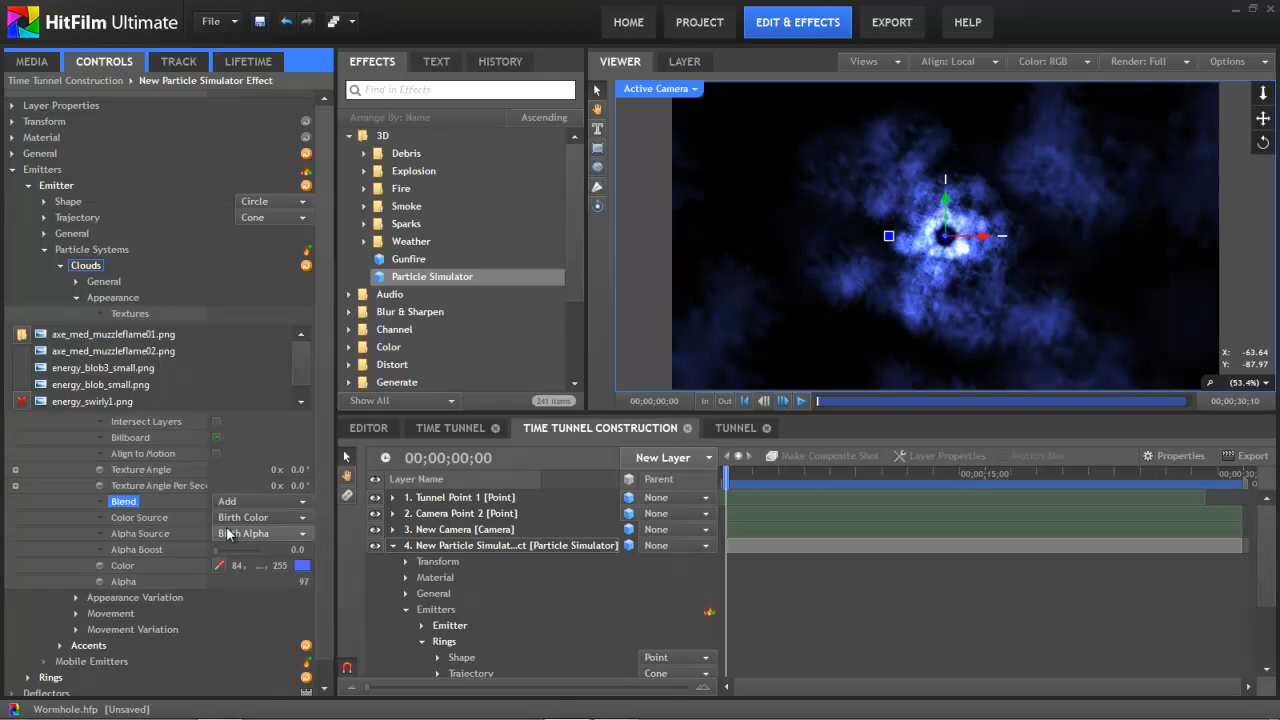 HitFilm Ultimate
File
HOME
PROJECT
EDIT & EFFECTS
EXPORT
HELP
MEDIA
CONTROLS
TRACK
LIFETIME
Time Tunnel Construction › New Particle Simulator Effect
Layer Properties
Transform
Material
General
Emitters
Emitter
Shape
Circle
Trajectory
Cone
General
Particle Systems
Clouds
General
Appearance
Textures
axe_med_muzzleflame01.png
axe_med_muzzleflame02.png
energy_blob3_small.png
energy_blob_small.png
energy_swirly1.png
Intersect Layers
Billboard
Align to Motion
Texture Angle
0 x 0.0°
Texture Angle Per Sec
0 x 0.0°
Blend
Add
Color Source
Birth Color
Alpha Source
Birth Alpha
Alpha Boost
0.0
Color
84, ..., 255
Alpha
97
Appearance Variation
Movement
Movement Variation
Accents
Mobile Emitters
Rings
Deflectors
EFFECTS
TEXT
HISTORY
Find in Effects
Arrange By: Name
Ascending
3D
Debris
Explosion
Fire
Smoke
Sparks
Weather
Gunfire
Particle Simulator
Audio
Blur & Sharpen
Channel
Color
Distort
Generate
Show All
241 items
VIEWER
LAYER
Views
Align: Local
Color: RGB
Render: Full
Options
Active Camera
X: -63.64
Y: -87.97
(53.4%)
00;00;00;00
In
Out
00;00;30;10
EDITOR
TIME TUNNEL
TIME TUNNEL CONSTRUCTION
TUNNEL
00;00;00;00
New Layer
Make Composite Shot
Layer Properties
Motion Blur
Properties
Export
Layer Name
Parent
00;00;15;00
00;00;30;
1. Tunnel Point 1 [Point]
None
2. Camera Point 2 [Point]
None
3. New Camera [Camera]
None
4. New Particle Simulat...ct [Particle Simulator]
None
Transform
Material
General
Emitters
Emitter
Rings
Shape
Point
Trajectory
Cone
Wormhole.hfp [Unsaved]